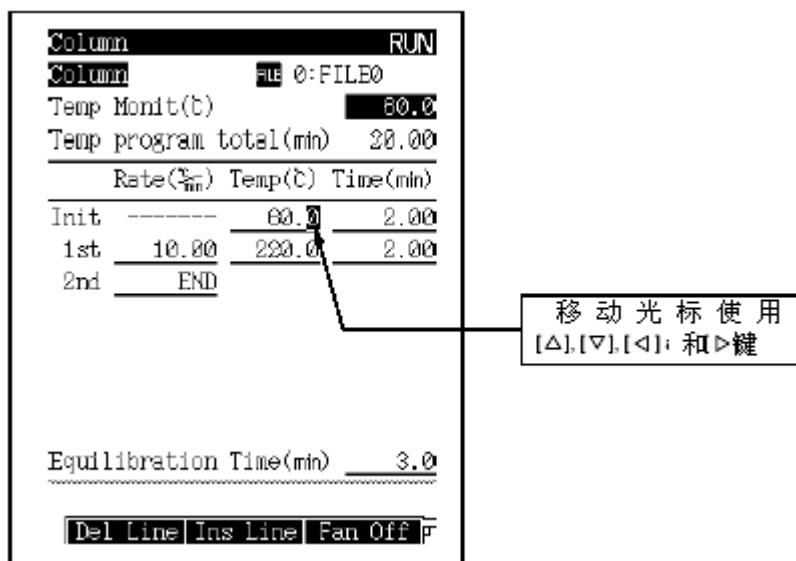 Column RUN
Column FILE 0:FILE0
Temp Monit(℃) 60.0
Temp program total(min) 20.00
Rate(℃/min) Temp(℃) Time(min)
Init ------- 60.0 2.00
1st 10.00 220.0 2.00
2nd END
移动光标使用
[△],[▽],[◁]; 和[▷键
Equilibration Time(min) 3.0
Del Line Ins Line Fan Off